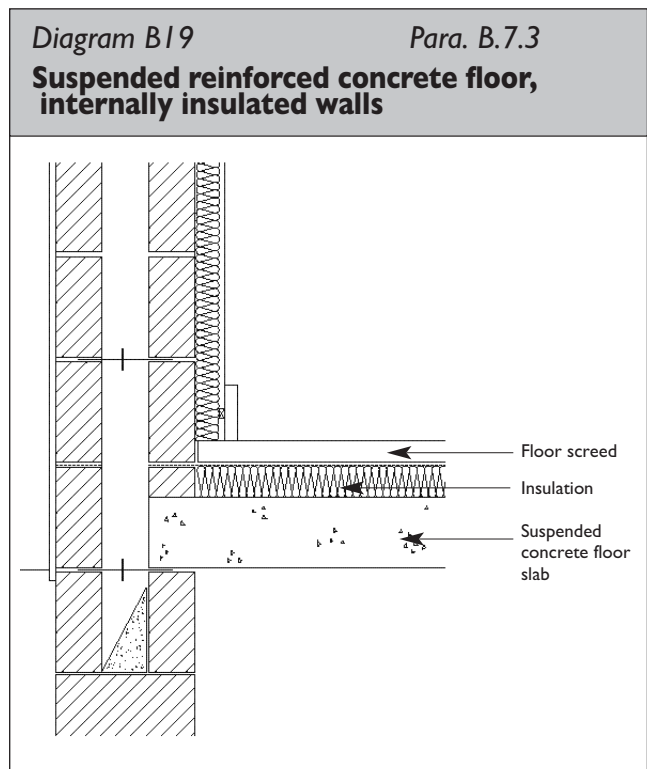 Diagram B19 Para. B.7.3
Suspended reinforced concrete floor,
internally insulated walls
Floor screed
Insulation
Suspended
concrete floor
slab